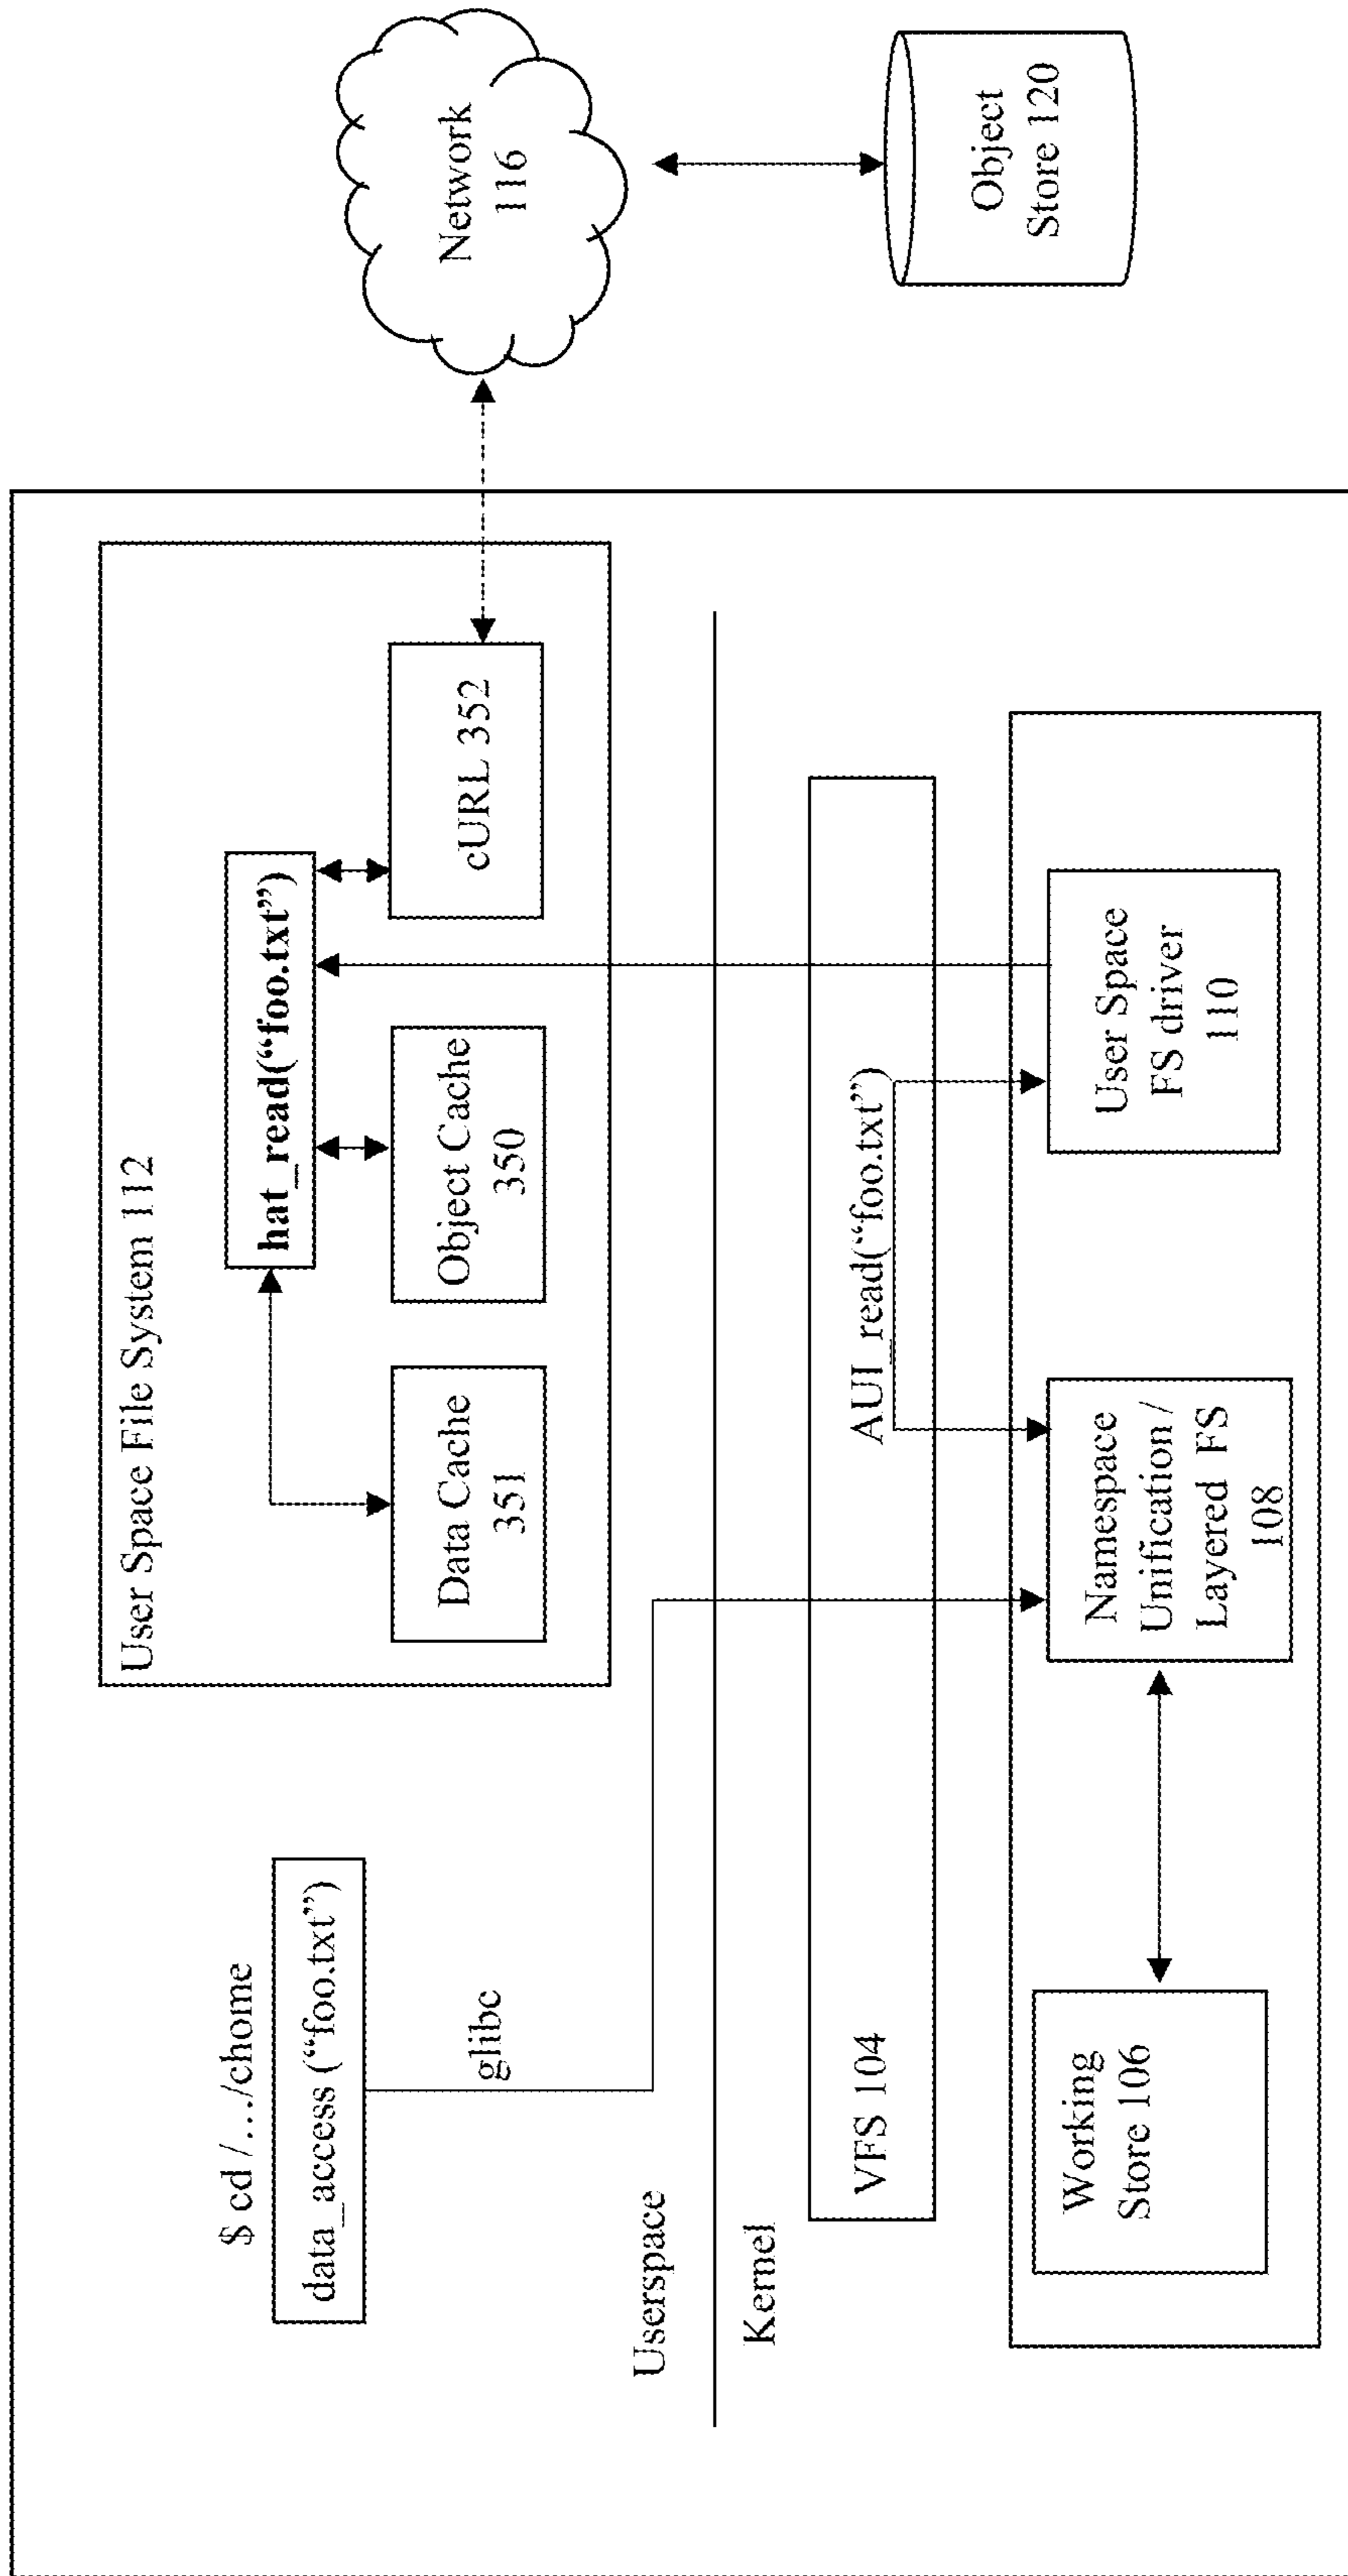 $ cd /…/chome
data_access (“foo.txt”)
glibc
Userspace
Kernel
User Space File System 112
hat_read(“foo.txt”)
Data Cache
351
Object Cache
350
cURL 352
Network
116
Object
Store 120
VFS 104
AUI_read(“foo.txt”)
Working
Store 106
Namespace
Unification /
Layered FS
108
User Space
FS driver
110